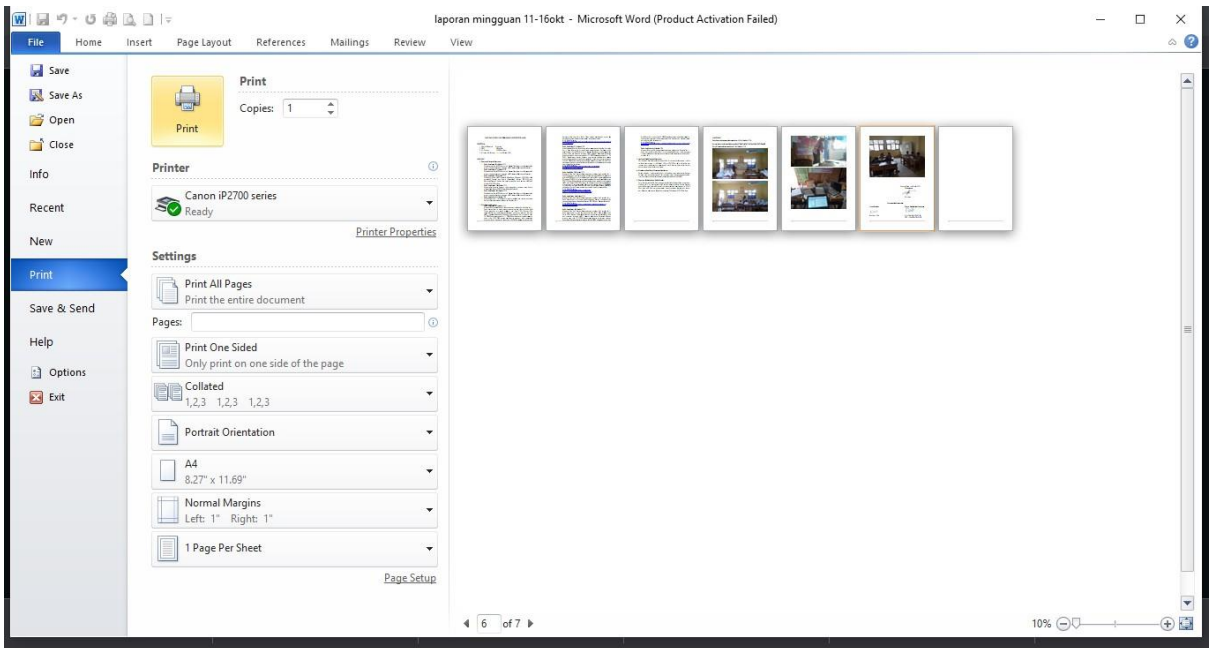 laporan mingguan 11-16okt - Microsoft Word (Product Activation Failed)
File Home Insert Page Layout References Mailings Review View
Save
Save As
Open
Close
Info
Recent
New
Print
Save & Send
Help
Options
Exit
Print
Print
Copies: 1
Printer
Canon iP2700 series
Ready
Printer Properties
Settings
Print All Pages
Print the entire document
Pages:
Print One Sided
Only print on one side of the page
Collated
1,2,3 1,2,3 1,2,3
Portrait Orientation
A4
8.27" x 11.69"
Normal Margins
Left: 1" Right: 1"
1 Page Per Sheet
Page Setup
6 of 7
10%